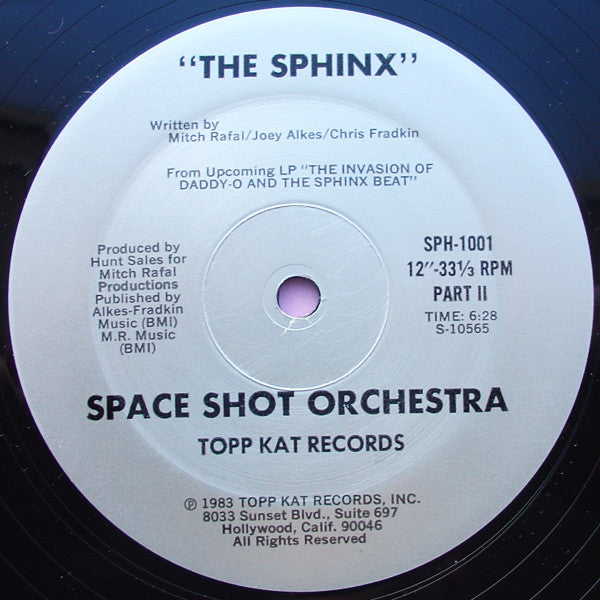 "THE SPHINX"
Written by
Mitch Rafal/Joey Alkes/Chris Fradkin
From Upcoming LP "THE INVASION OF
DADDY-O AND THE SPHINX BEAT"
Produced by
Hunt Sales for
Mitch Rafal
Productions
Published by
Alkes-Fradkin
Music (BMI)
M.R. Music
(BMI)
SPH-1001
12"-33⅓ RPM
PART II
TIME: 6:28
S-10565
SPACE SHOT ORCHESTRA
TOPP KAT RECORDS
℗ 1983 TOPP KAT RECORDS, INC.
8033 Sunset Blvd., Suite 697
Hollywood, Calif. 90046
All Rights Reserved